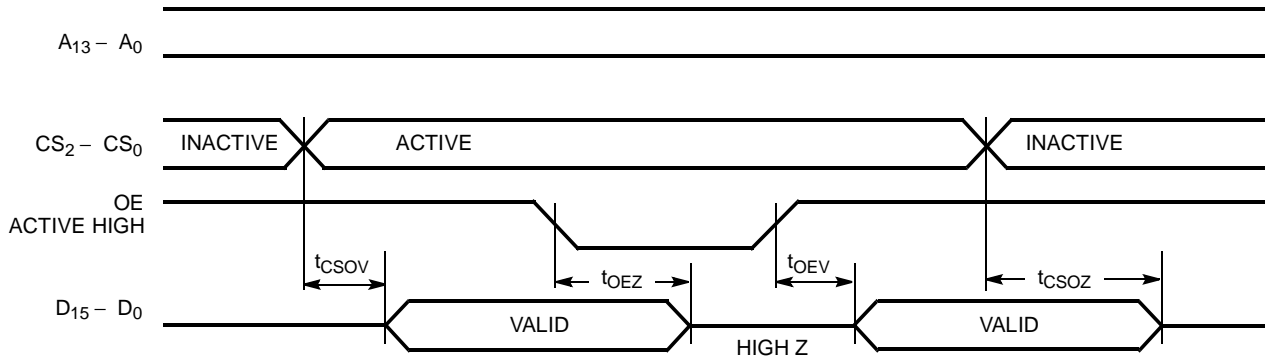 A13 – A0
CS2 – CS0
INACTIVE
ACTIVE
INACTIVE
OE
ACTIVE HIGH
tCSOV
tOEZ
tOEV
tCSOZ
D15 – D0
VALID
HIGH Z
VALID